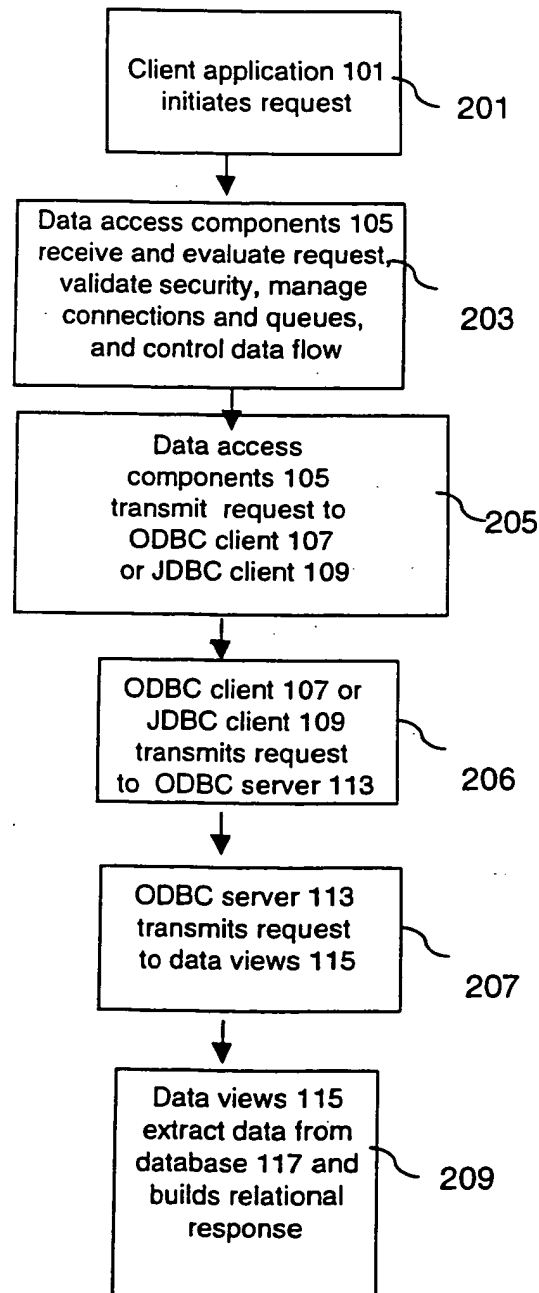 Client application 101
initiates request
201
Data access components 105
receive and evaluate request,
validate security, manage
connections and queues,
and control data flow
203
Data access
components 105
transmit request to
ODBC client 107
or JDBC client 109
205
ODBC client 107 or
JDBC client 109
transmits request
to ODBC server 113
206
ODBC server 113
transmits request
to data views 115
207
Data views 115
extract data from
database 117 and
builds relational
response
209